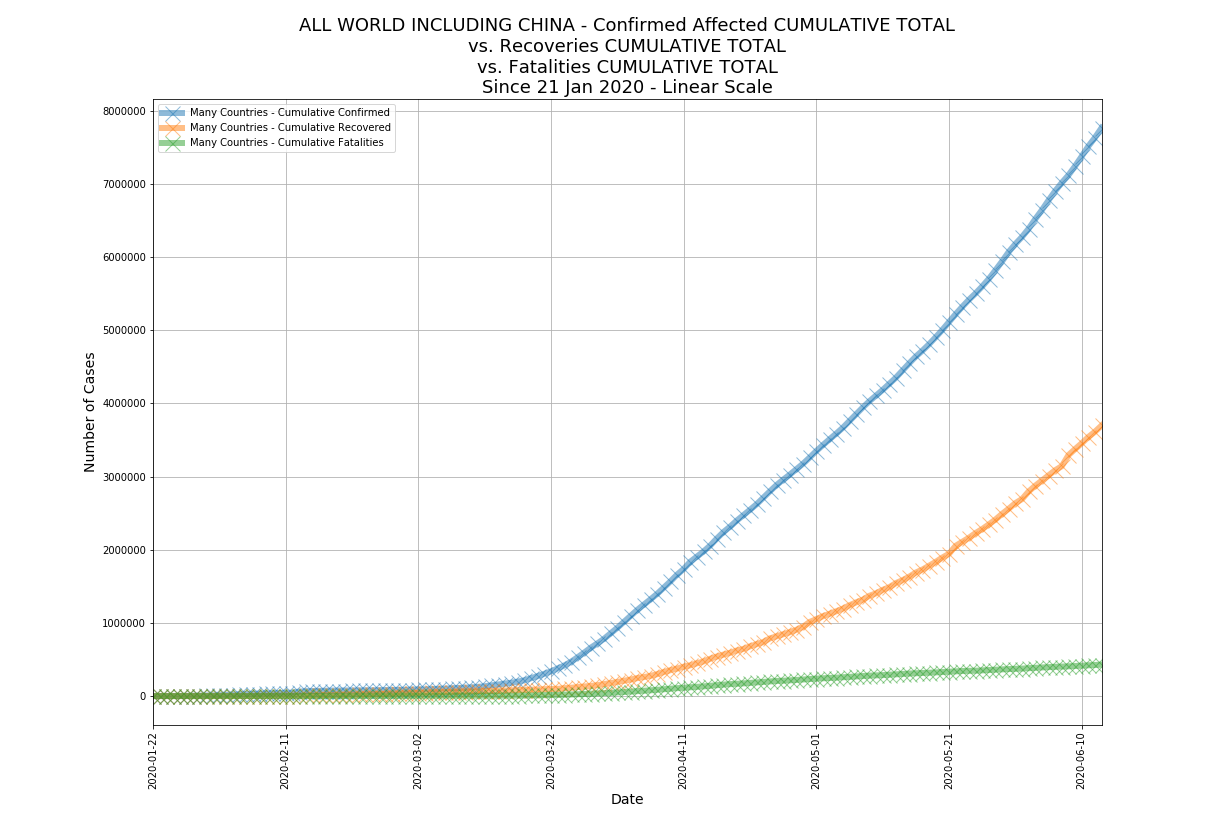 ALL WORLD INCLUDING CHINA - Confirmed Affected CUMULATIVE TOTAL
vs. Recoveries CUMULATIVE TOTAL
vs. Fatalities CUMULATIVE TOTAL
Since 21 Jan 2020 - Linear Scale
Many Countries - Cumulative Confirmed
Many Countries - Cumulative Recovered
Many Countries - Cumulative Fatalities
Number of Cases
8000000
7000000
6000000
5000000
4000000
3000000
2000000
1000000
0
2020-01-22
2020-02-11
2020-03-02
2020-03-22
2020-04-11
2020-05-01
2020-05-21
2020-06-10
Date